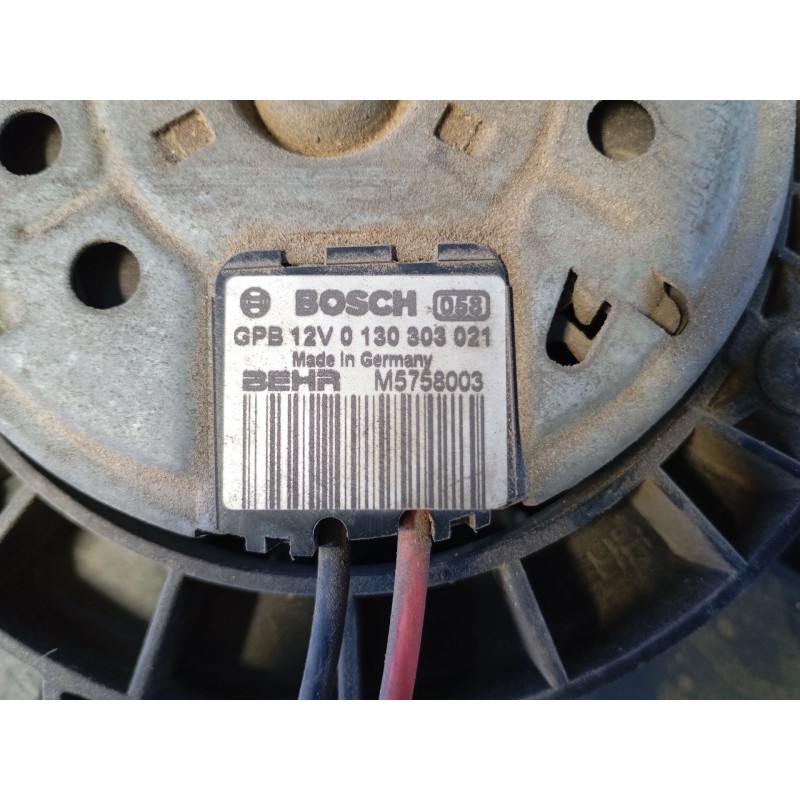 BOSCH 058
GPB 12V 0 130 303 021
Made in Germany
BEHR M5758003